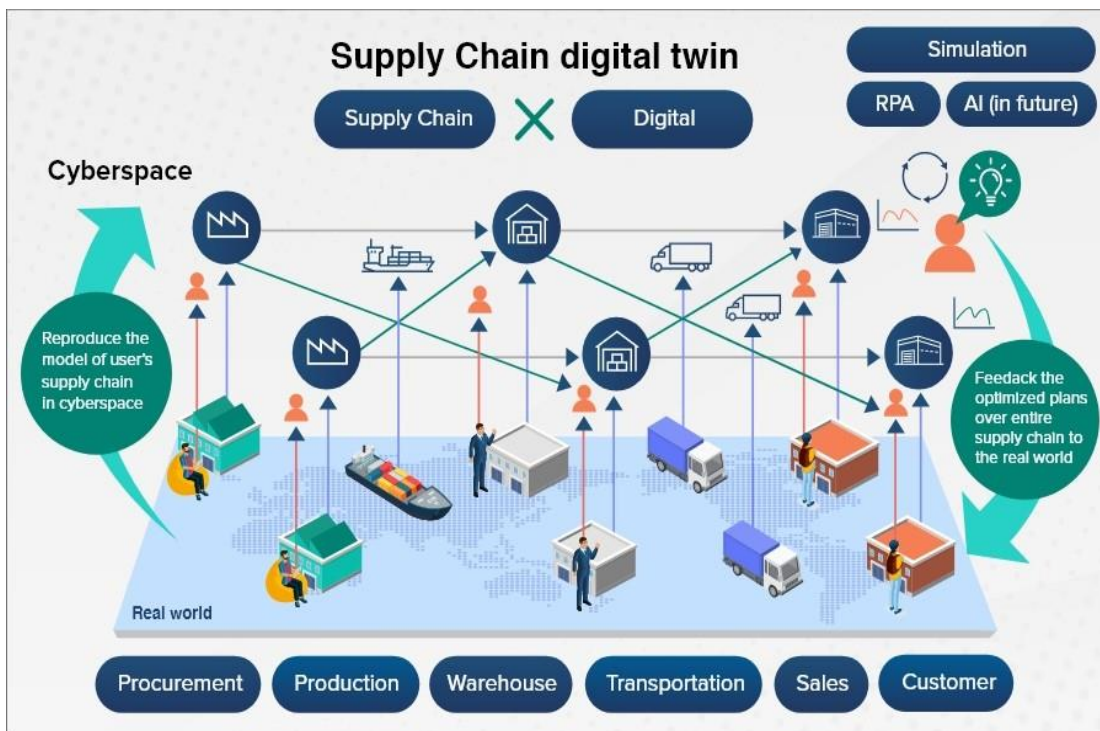 Supply Chain digital twin
Supply Chain
Digital
Simulation
RPA
AI (in future)
Cyberspace
Reproduce the
model of user's
supply chain
in cyberspace
Feedack the
optimized plans
over entire
supply chain to
the real world
Real world
Procurement
Production
Warehouse
Transportation
Sales
Customer